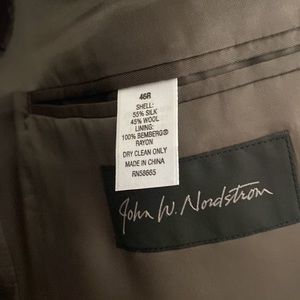 46R
SHELL:
55% SILK
45% WOOL
LINING:
100% BEMBERG®
RAYON
DRY CLEAN ONLY
MADE IN CHINA
RN58665
John W. Nordstrom